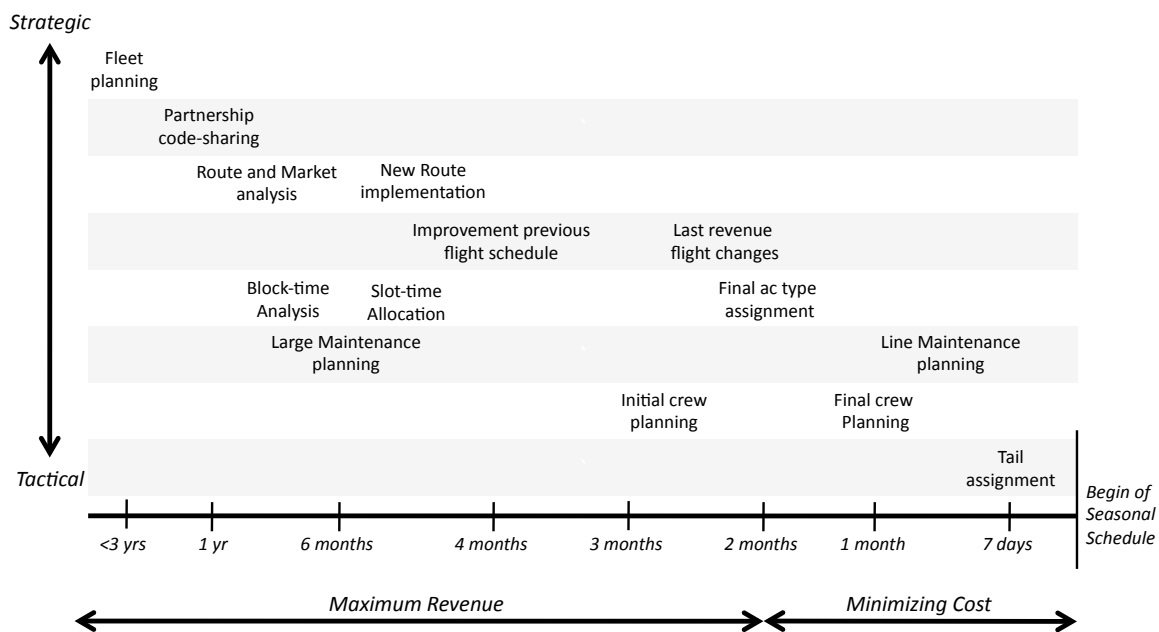 Strategic
Fleet
planning
Partnership
code-sharing
Route and Market
analysis
New Route
implementation
Improvement previous
flight schedule
Last revenue
flight changes
Block-time
Analysis
Slot-time
Allocation
Final ac type
assignment
Large Maintenance
planning
Line Maintenance
planning
Initial crew
planning
Final crew
Planning
Tactical
Tail
assignment
Begin of
Seasonal
Schedule
<3 yrs
1 yr
6 months
4 months
3 months
2 months
1 month
7 days
Maximum Revenue
Minimizing Cost